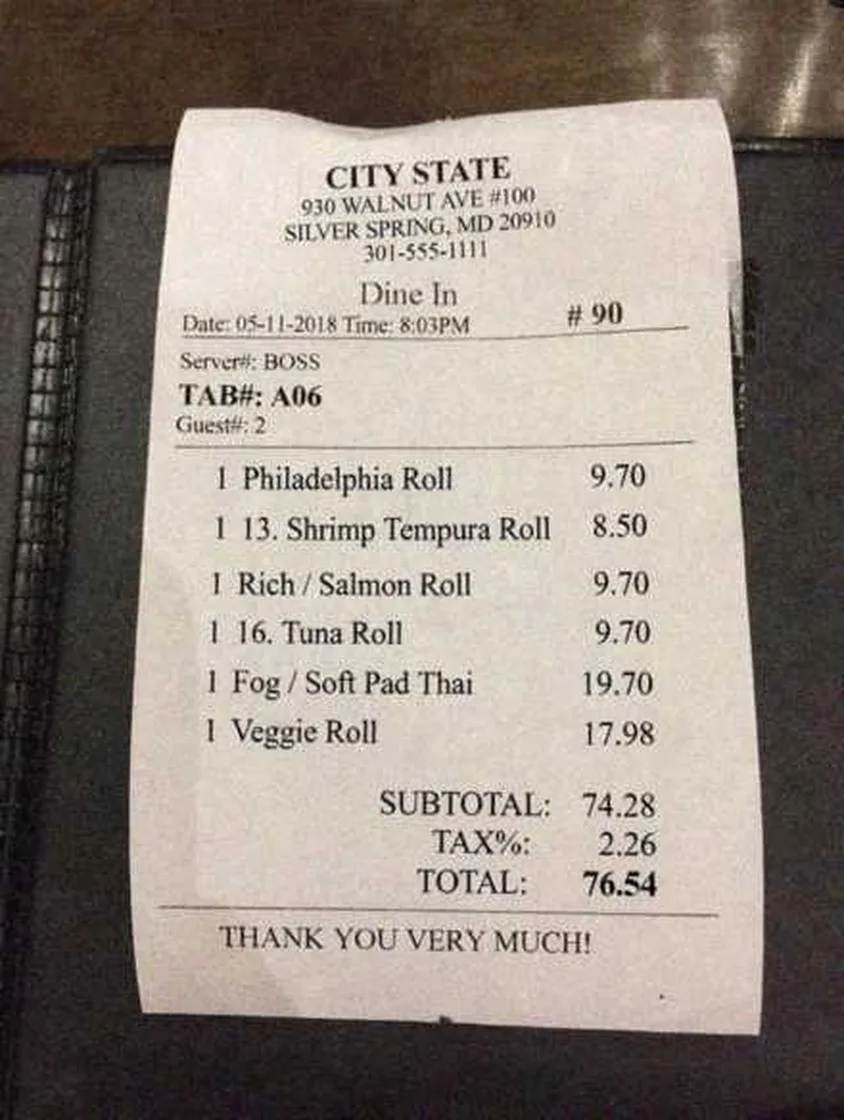 CITY STATE
930 WALNUT AVE #100
SILVER SPRING, MD 20910
301-555-1111
Dine In
Date: 05-11-2018 Time: 8:03PM # 90
Server#: BOSS
TAB#: A06
Guest#: 2
1 Philadelphia Roll 9.70
1 13. Shrimp Tempura Roll 8.50
1 Rich / Salmon Roll 9.70
1 16. Tuna Roll 9.70
1 Fog / Soft Pad Thai 19.70
1 Veggie Roll 17.98
SUBTOTAL: 74.28
TAX%: 2.26
TOTAL: 76.54
THANK YOU VERY MUCH!